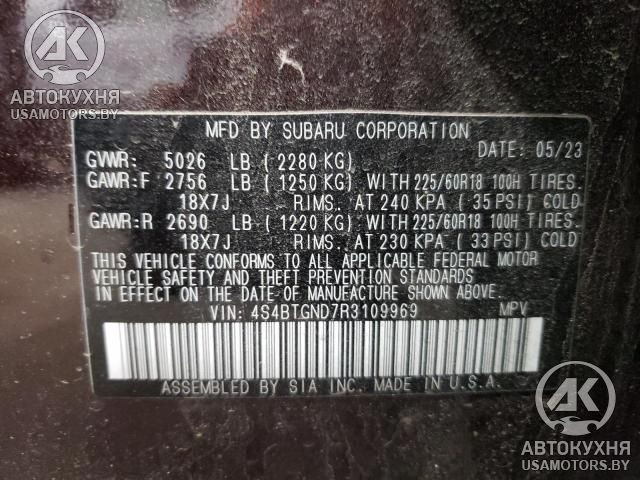 AK
АВТОКУХНЯ
USAMOTORS.BY
MFD BY SUBARU CORPORATION
DATE: 05/23
GVWR: 5026 LB ( 2280 KG)
GAWR:F 2756 LB ( 1250 KG) WITH 225/60R18 100H TIRES.
18X7J RIMS. AT 240 KPA ( 35 PSI) COLD
GAWR:R 2690 LB ( 1220 KG) WITH 225/60R18 100H TIRES.
18X7J RIMS. AT 230 KPA ( 33 PSI) COLD
THIS VEHICLE CONFORMS TO ALL APPLICABLE FEDERAL MOTOR
VEHICLE SAFETY AND THEFT PREVENTION STANDARDS
IN EFFECT ON THE DATE OF MANUFACTURE SHOWN ABOVE.
VIN: 4S4BTGND7R3109969 MPV
ASSEMBLED BY SIA INC. MADE IN U.S.A.
AK
АВТОКУХНЯ
USAMOTORS.BY